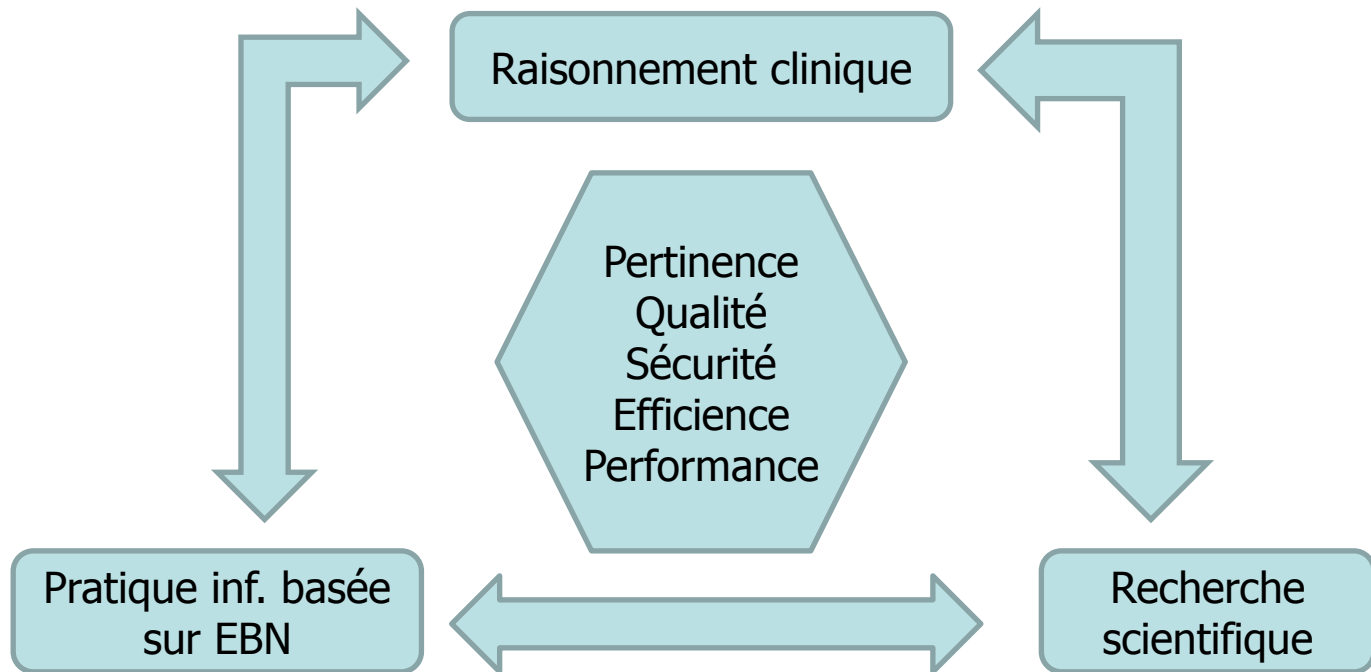 Raisonnement clinique
Pertinence
Qualité
Sécurité
Efficience
Performance
Pratique inf. basée
sur EBN
Recherche
scientifique